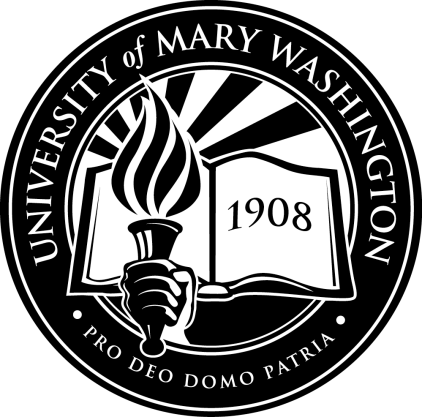 UNIVERSITY of MARY WASHINGTON
1908
PRO DEO DOMO PATRIA